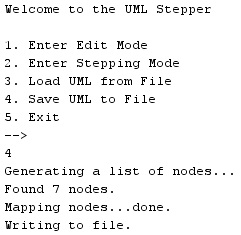 Welcome to the UML Stepper
1. Enter Edit Mode
2. Enter Stepping Mode
3. Load UML from File
4. Save UML to File
5. Exit
-->
4
Generating a list of nodes...
Found 7 nodes.
Mapping nodes...done.
Writing to file.